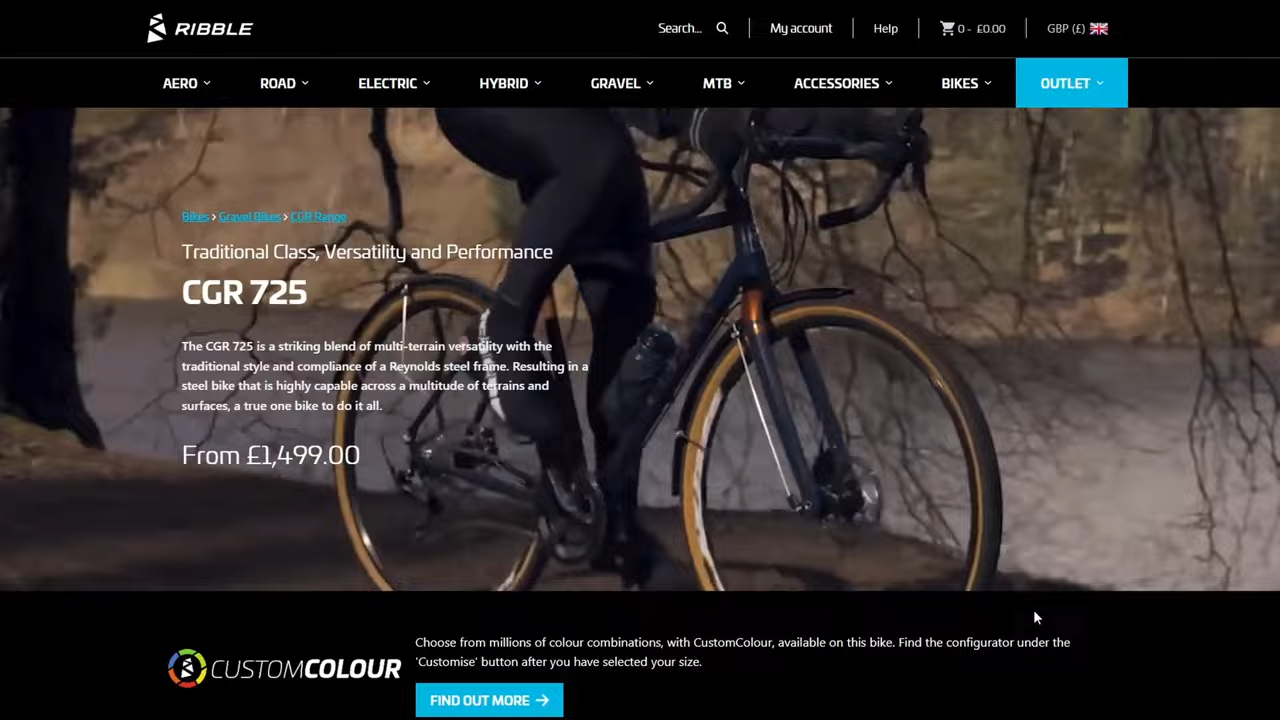 RIBBLE
Search...
My account
Help
0 - £0.00
GBP (£)
AERO
ROAD
ELECTRIC
HYBRID
GRAVEL
MTB
ACCESSORIES
BIKES
OUTLET
Bikes > Gravel Bikes > CGR Range
Traditional Class, Versatility and Performance
CGR 725
The CGR 725 is a striking blend of multi-terrain versatility with the
traditional style and compliance of a Reynolds steel frame. Resulting in a
steel bike that is highly capable across a multitude of terrains and
surfaces, a true one bike to do it all.
From £1,499.00
CUSTOMCOLOUR
Choose from millions of colour combinations, with CustomColour, available on this bike. Find the configurator under the
'Customise' button after you have selected your size.
FIND OUT MORE →